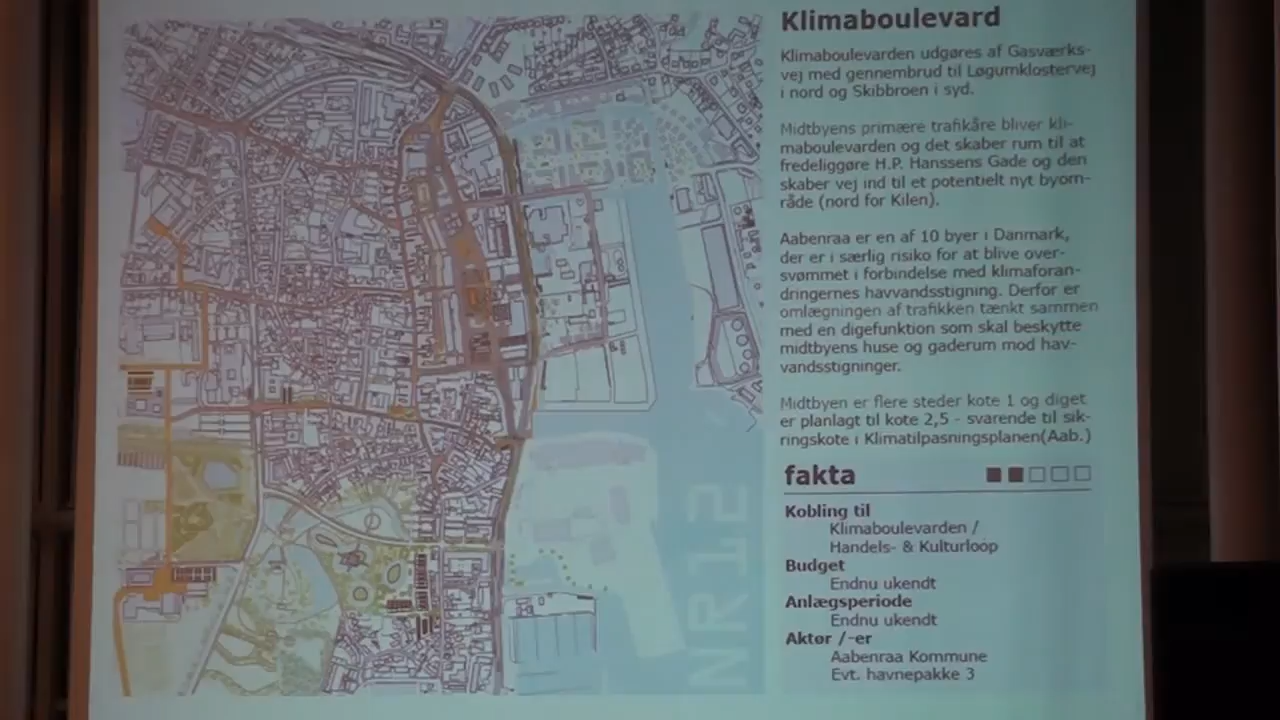 Klimaboulevard
Klimaboulevarden udgøres af Gasværks-
vej med gennembrud til Løgumklostervej
i nord og Skibbroen i syd.
Midtbyens primære trafikåre bliver kli-
maboulevarden og det skaber rum til at
fredeliggøre H.P. Hanssens Gade og den
skaber vej ind til et potentielt nyt byom-
råde (nord for Kilen).
Aabenraa er en af 10 byer i Danmark,
der er i særlig risiko for at blive over-
svømmet i forbindelse med klimaforan-
dringernes havvandsstigning. Derfor er
omlægningen af trafikken tænkt sammen
med en digefunktion som skal beskytte
midtbyens huse og gaderum mod hav-
vandsstigninger.
Midtbyen er flere steder kote 1 og diget
er planlagt til kote 2,5 - svarende til sik-
ringskote i Klimatilpasningsplanen(Aab.)
fakta
Kobling til
Klimaboulevarden /
Handels- & Kulturloop
Budget
Endnu ukendt
Anlægsperiode
Endnu ukendt
Aktør /-er
Aabenraa Kommune
Evt. havnepakke 3
NR12